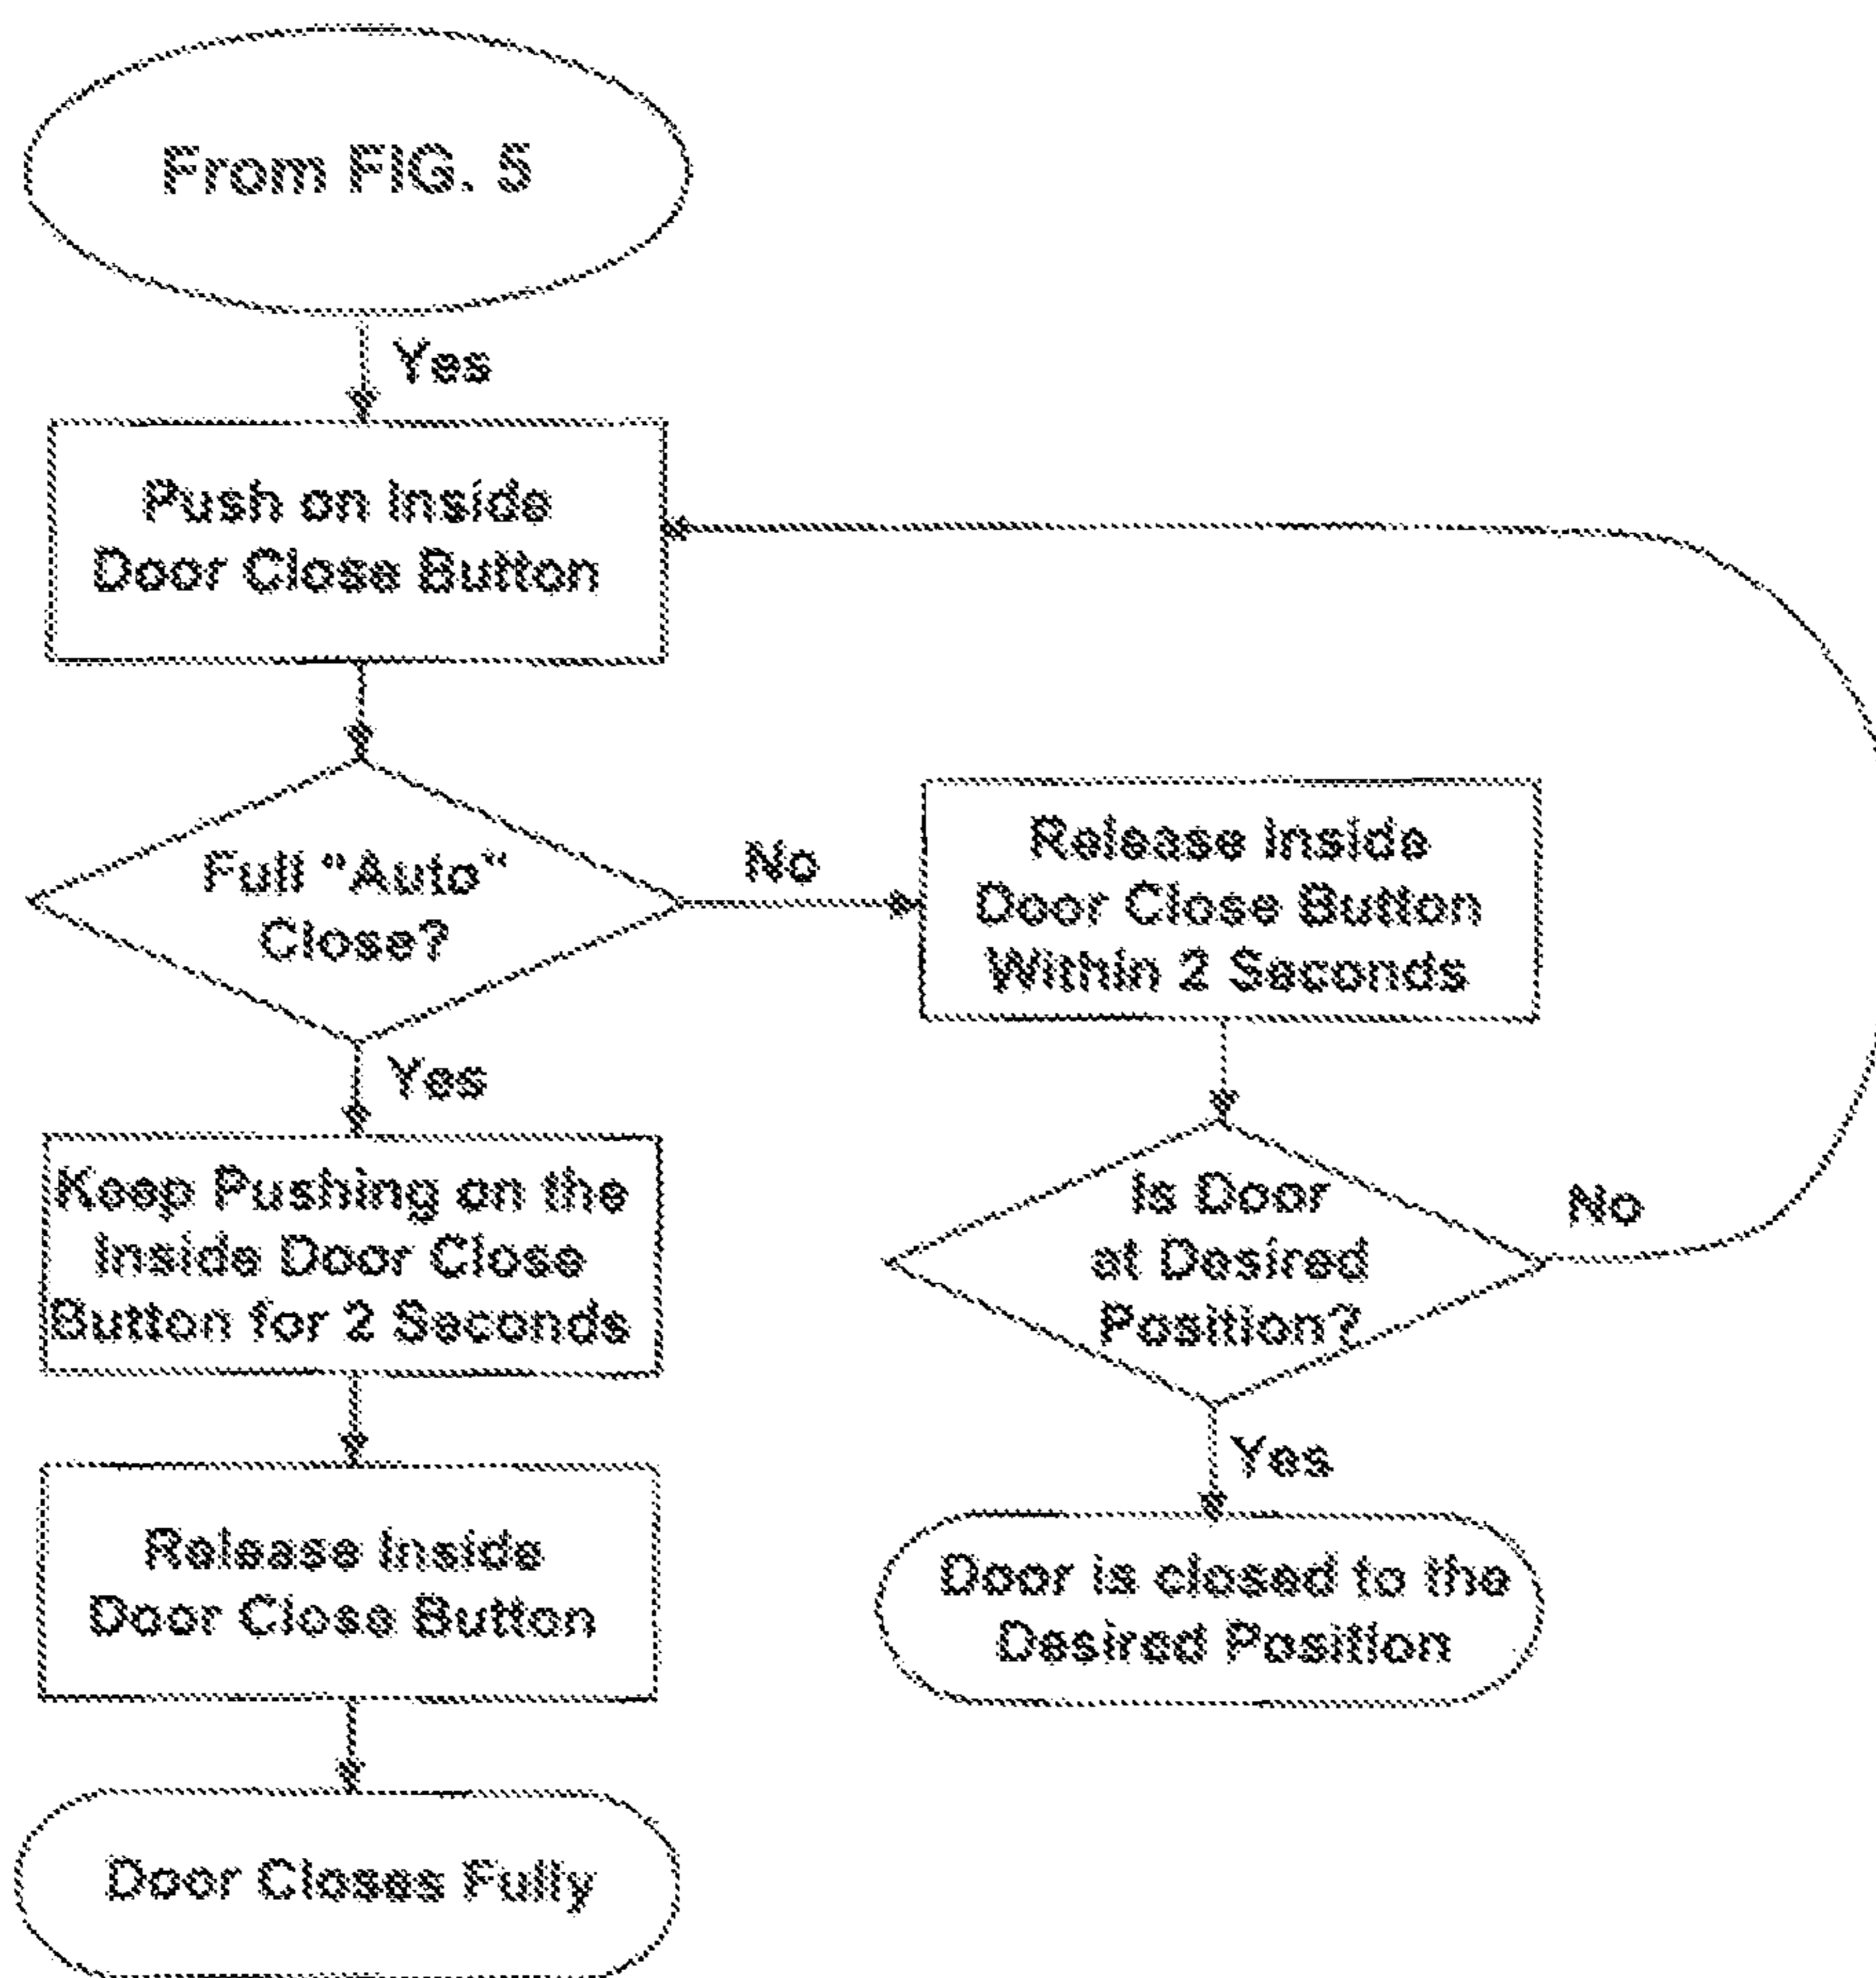 From FIG. 5
Yes
Push on Inside
Door Close Button
Full "Auto"
Close?
No
Release Inside
Door Close Button
Within 2 Seconds
Yes
Keep Pushing on the
Inside Door Close
Button for 2 Seconds
Is Door
at Desired
Position?
No
Yes
Release Inside
Door Close Button
Door is closed to the
Desired Position
Door Closes Fully